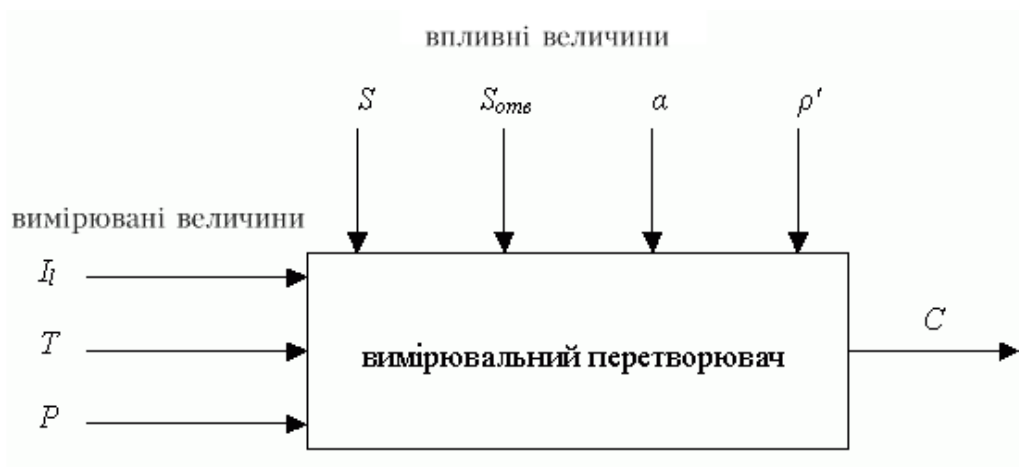 впливні величини
S Sотв α ρ'
вимірювані величини
Il
T
вимірювальний перетворювач
C
P